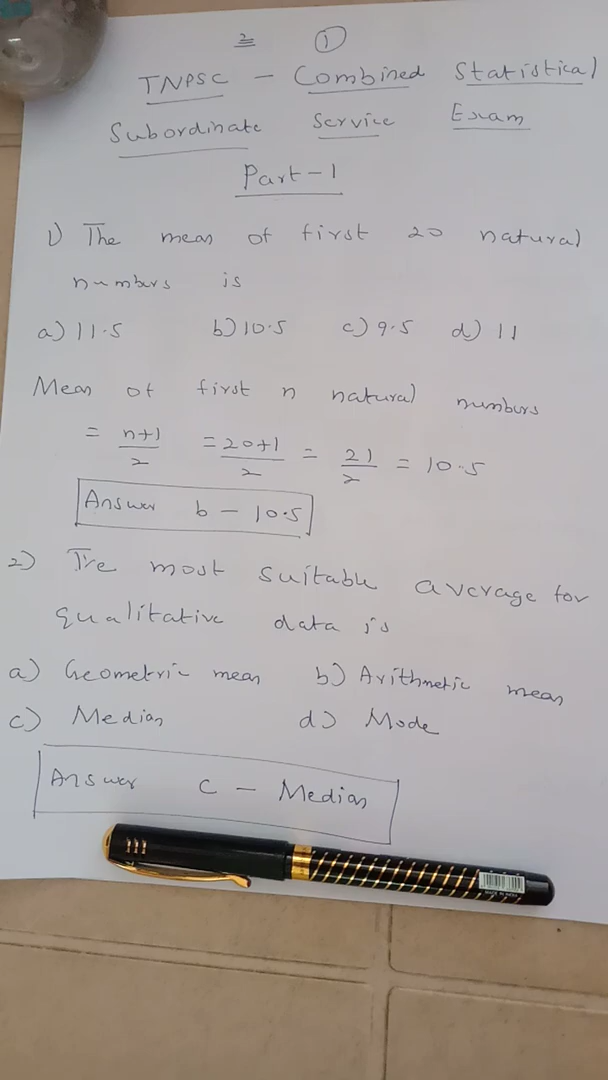 2 ①
TNPSC - Combined Statistical
Subordinate Service Exam
Part-1
1) The mean of first 20 natural
numbers is
a) 11.5 b) 10.5 c) 9.5 d) 11
Mean of first n natural numbers
= n+1/2 = 20+1/2 = 21/2 = 10.5
Answer b - 10.5
2) The most suitable average for
qualitative data is
a) Geometric mean b) Arithmetic mean
c) Median d) Mode
Answer c - Median